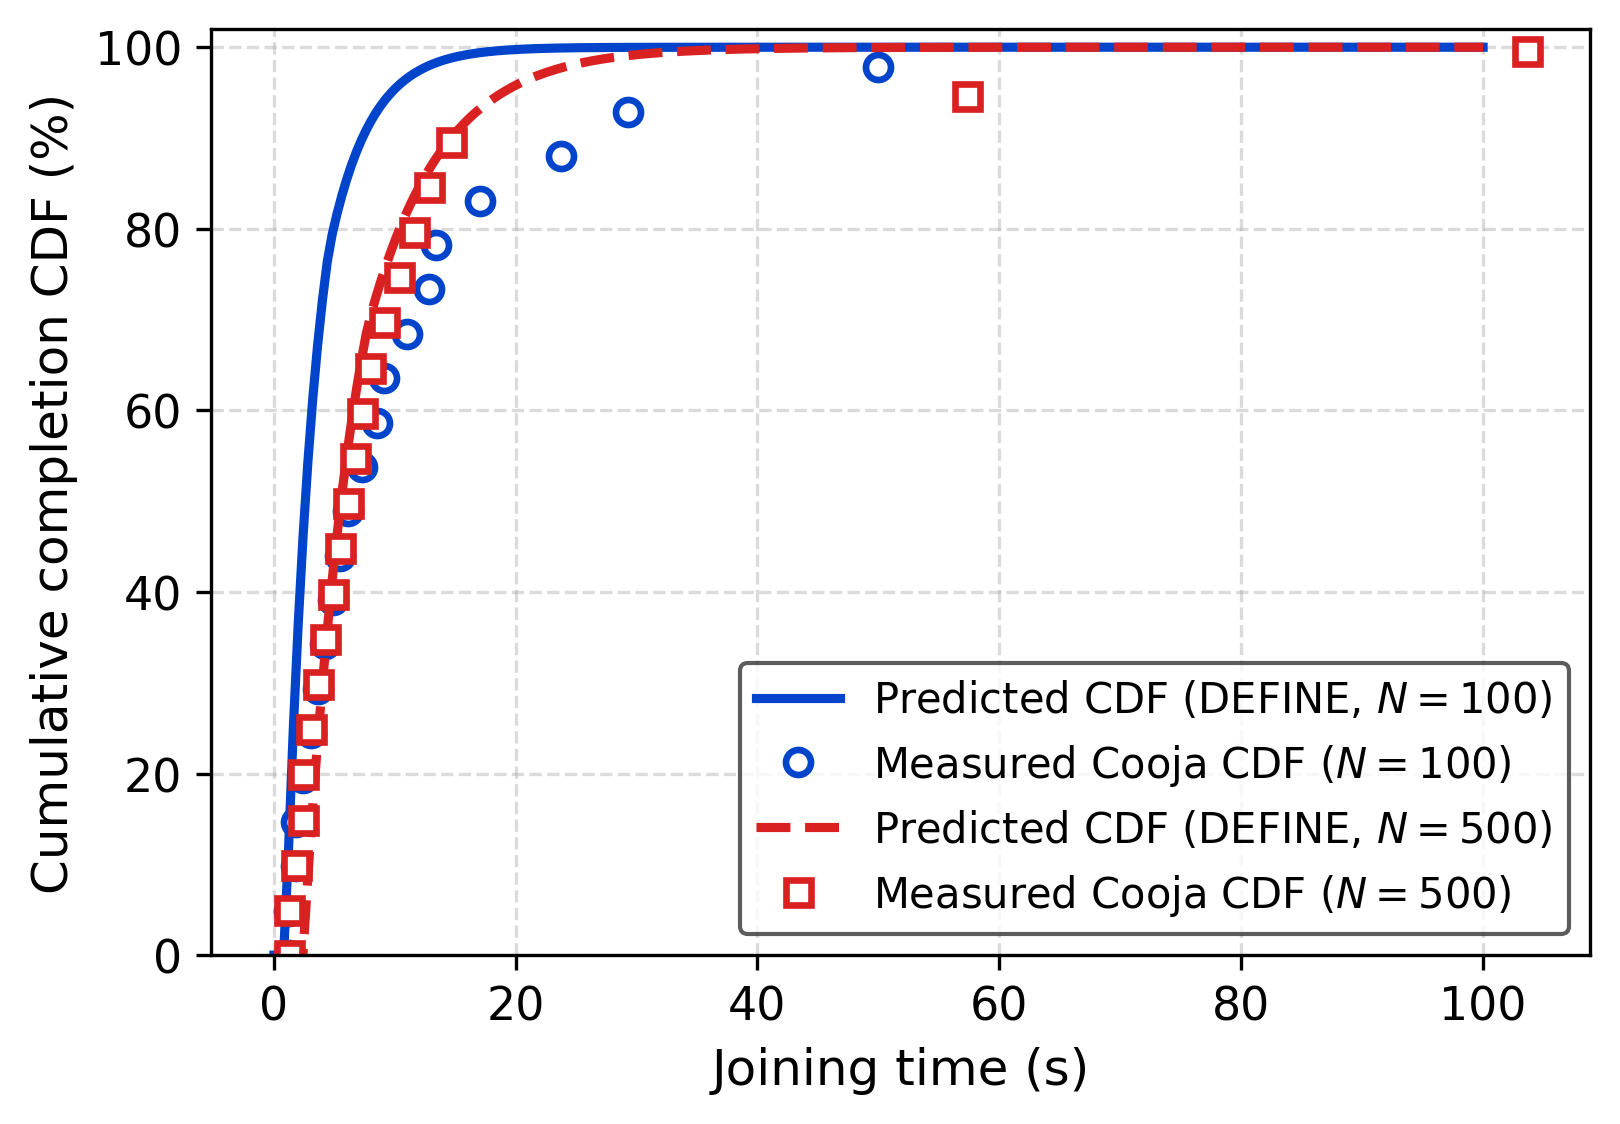 Cumulative completion CDF (%)
100
80
60
40
20
0
0 20 40 60 80 100
Joining time (s)
Predicted CDF (DEFINE, N = 100)
Measured Cooja CDF (N = 100)
Predicted CDF (DEFINE, N = 500)
Measured Cooja CDF (N = 500)